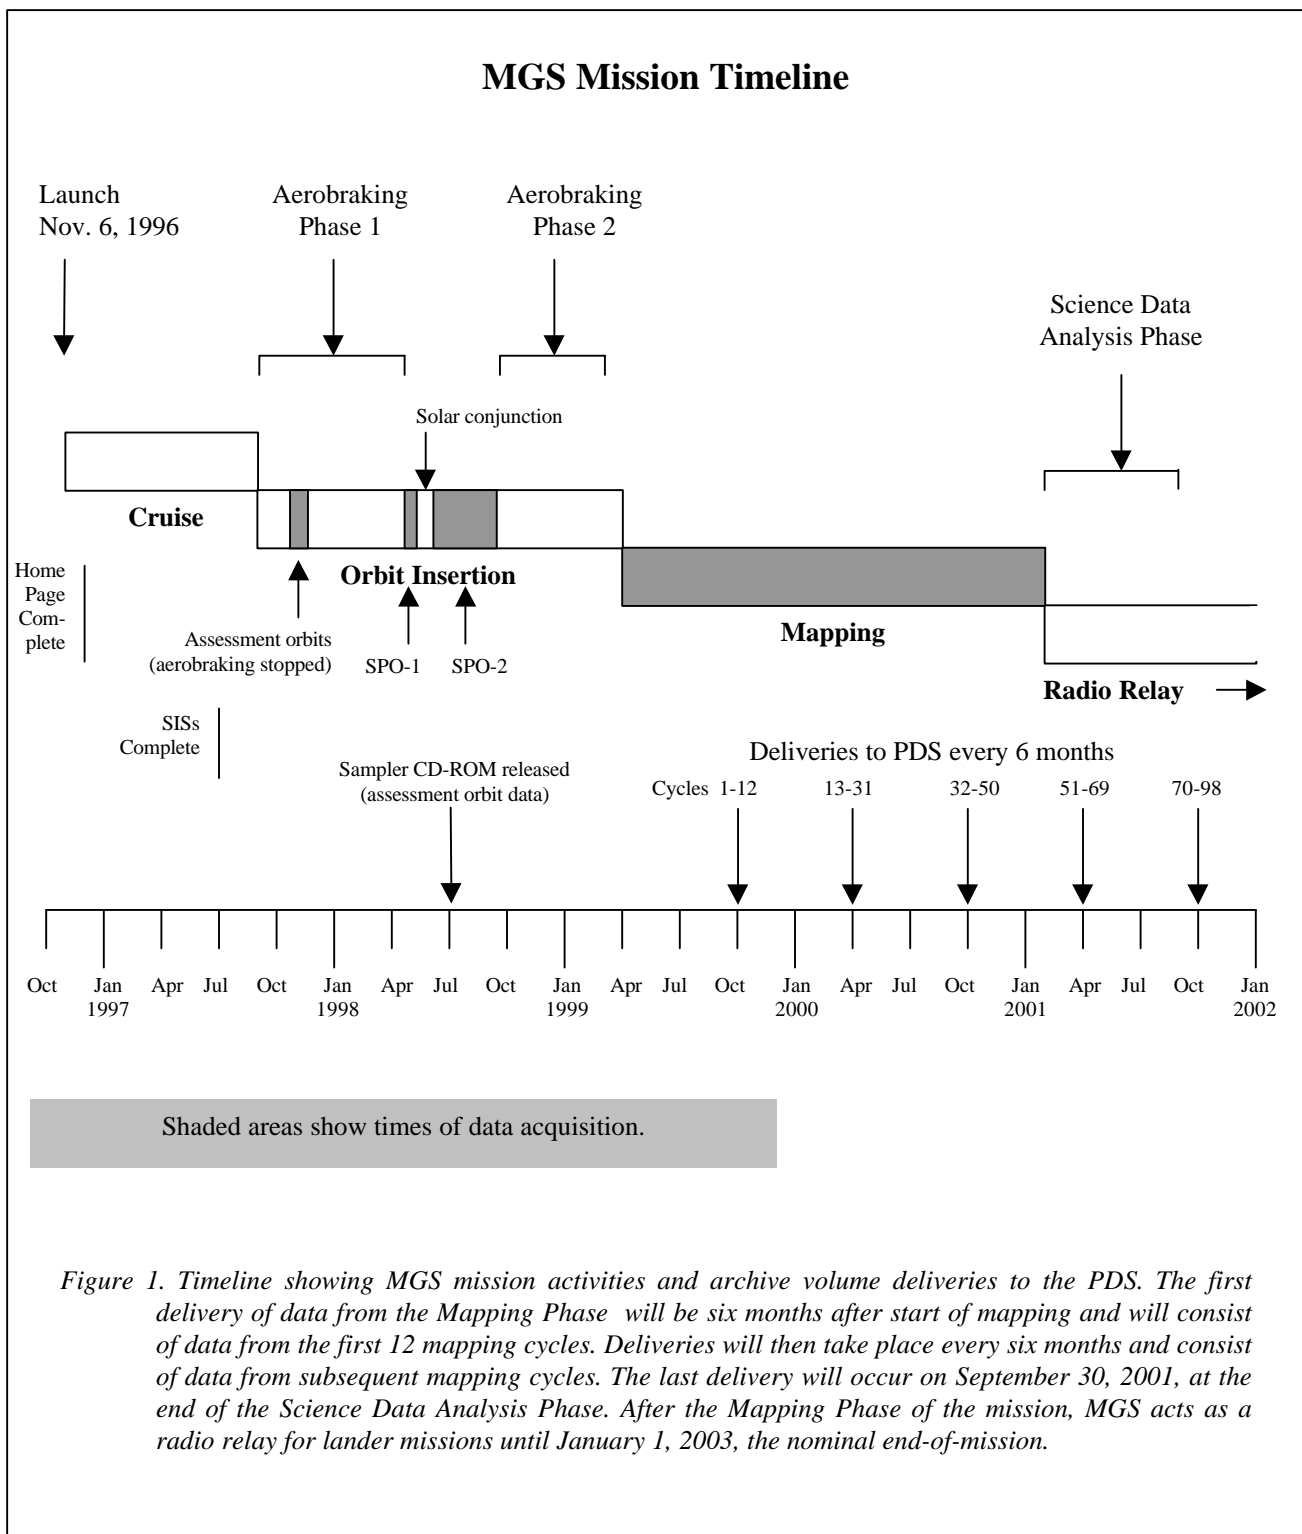 MGS Mission Timeline
Launch
Nov. 6, 1996
Aerobraking
Phase 1
Aerobraking
Phase 2
Science Data
Analysis Phase
Solar conjunction
Cruise
Orbit Insertion
Mapping
Radio Relay
Home
Page
Com-
plete
Assessment orbits
(aerobraking stopped)
SPO-1
SPO-2
SISs
Complete
Sampler CD-ROM released
(assessment orbit data)
Deliveries to PDS every 6 months
Cycles 1-12 13-31 32-50 51-69 70-98
Oct Jan Apr Jul Oct Jan Apr Jul Oct Jan Apr Jul Oct Jan Apr Jul Oct Jan Apr Jul Oct Jan
1997 1998 1999 2000 2001 2002
Shaded areas show times of data acquisition.
Figure 1. Timeline showing MGS mission activities and archive volume deliveries to the PDS. The first
delivery of data from the Mapping Phase will be six months after start of mapping and will consist
of data from the first 12 mapping cycles. Deliveries will then take place every six months and consist
of data from subsequent mapping cycles. The last delivery will occur on September 30, 2001, at the
end of the Science Data Analysis Phase. After the Mapping Phase of the mission, MGS acts as a
radio relay for lander missions until January 1, 2003, the nominal end-of-mission.